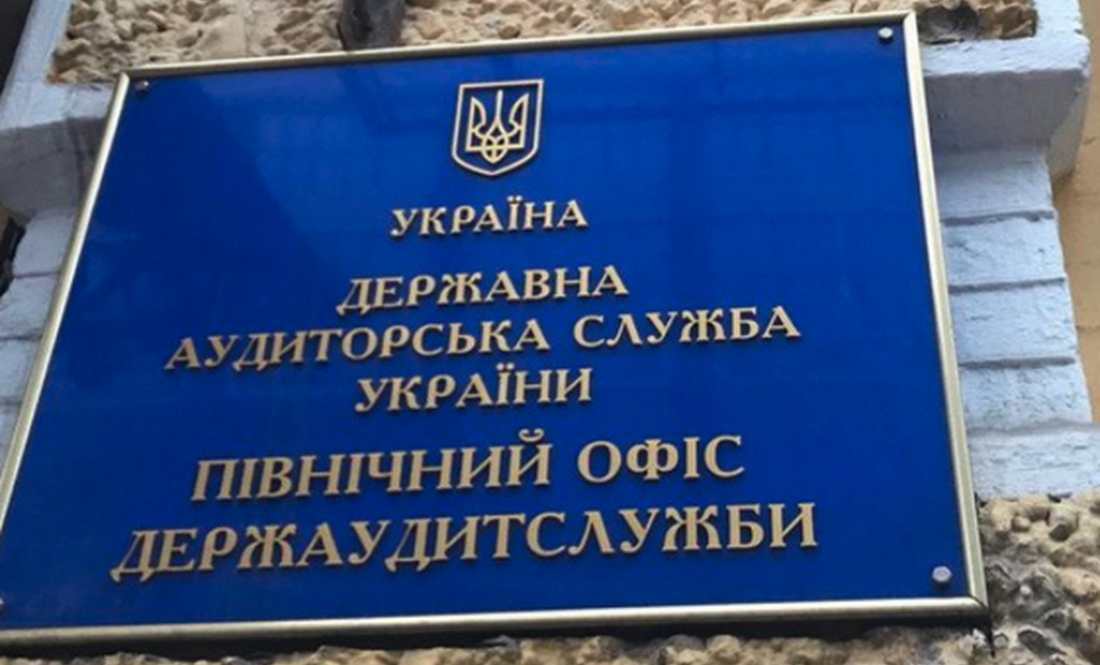 УКРАЇНА
ДЕРЖАВНА
АУДИТОРСЬКА СЛУЖБА
УКРАЇНИ
ПІВНІЧНИЙ ОФІС
ДЕРЖАУДИТСЛУЖБИ